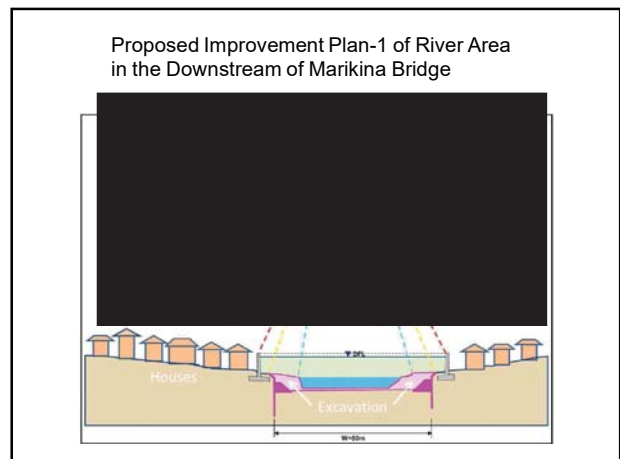 Proposed Improvement Plan-1 of River Area
in the Downstream of Marikina Bridge
DFL
Houses
Excavation
W=80m